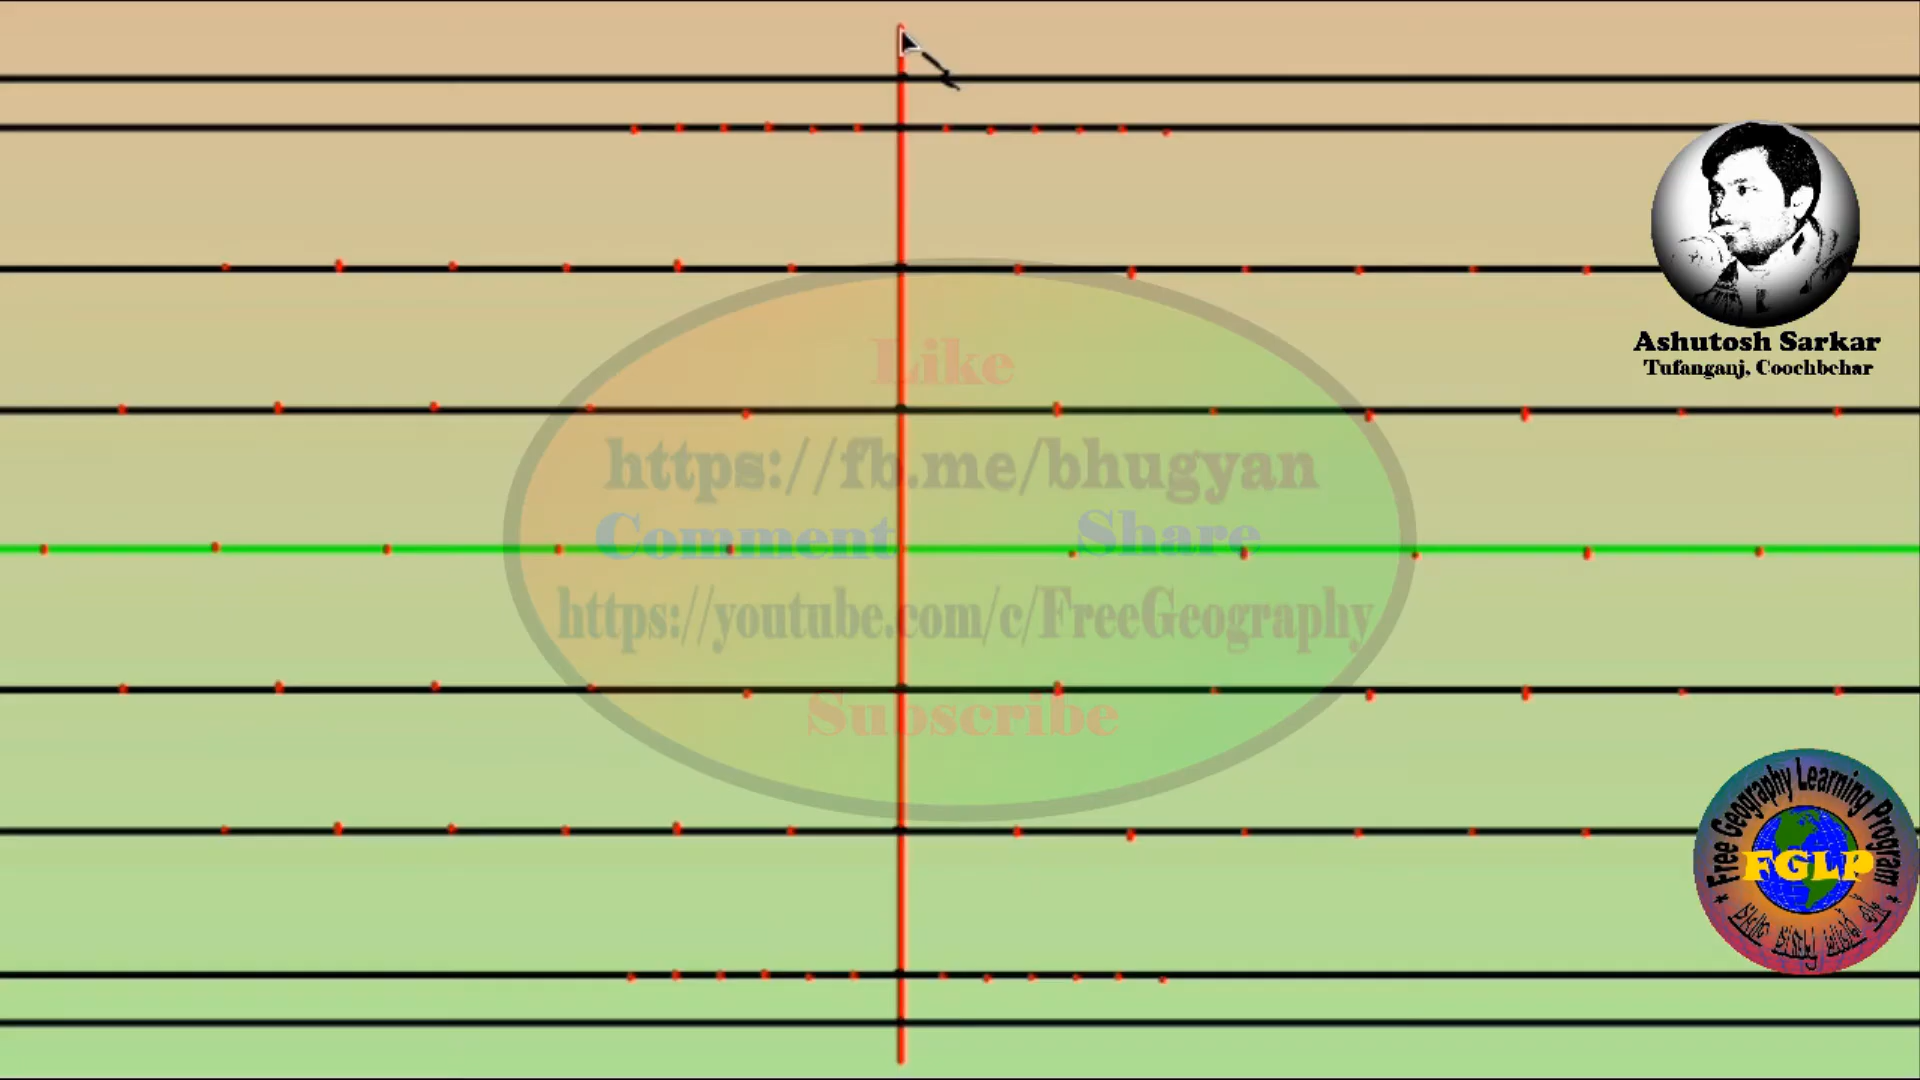 Ashutosh Sarkar
Tufanganj, Coochbehar
Like
https://fb.me/bhugyan
Comment Share
https://youtube.com/c/FreeGeography
Subscribe
* Free Geography Learning Program *
FGLP